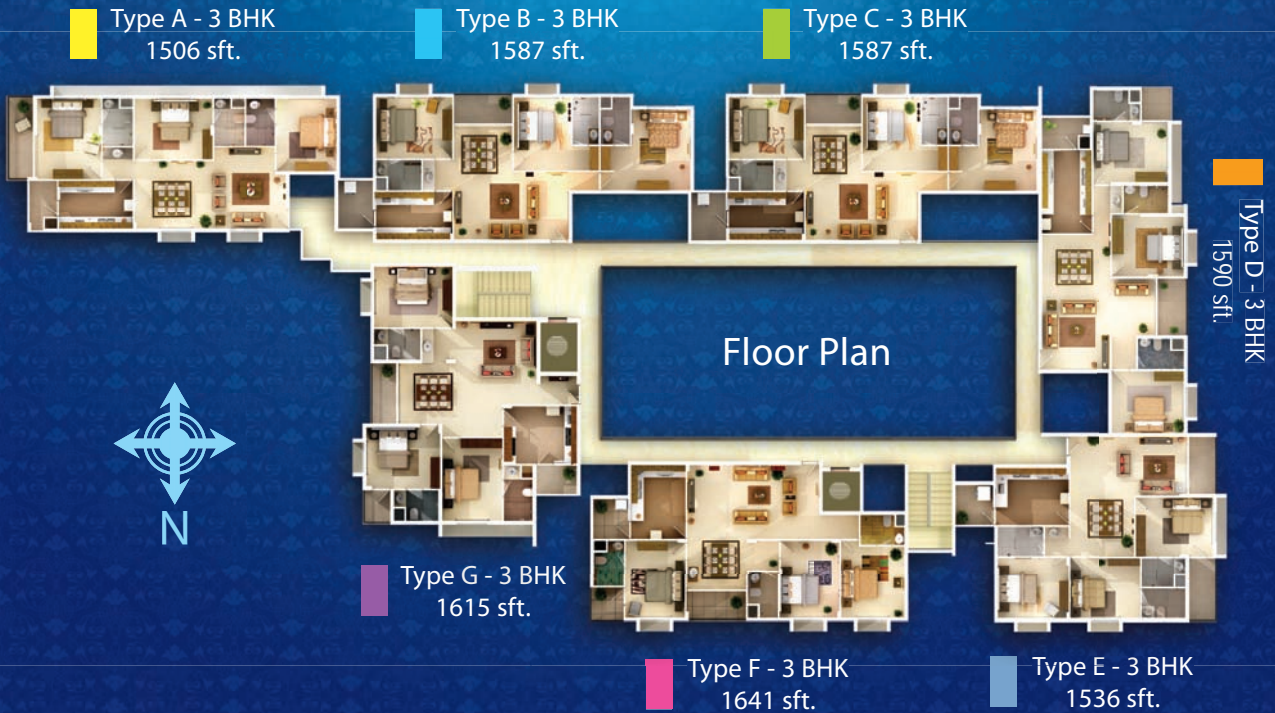 Type A - 3 BHK
1506 sft.
Type B - 3 BHK
1587 sft.
Type C - 3 BHK
1587 sft.
Type D - 3 BHK
1590 sft.
Floor Plan
N
Type G - 3 BHK
1615 sft.
Type F - 3 BHK
1641 sft.
Type E - 3 BHK
1536 sft.